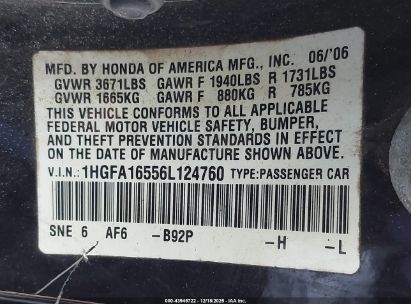 MFD. BY HONDA OF AMERICA MFG., INC. 06/'06
GVWR 3671LBS GAWR F 1940LBS R 1731LBS
GVWR 1665KG GAWR F 880KG R 785KG
THIS VEHICLE CONFORMS TO ALL APPLICABLE
FEDERAL MOTOR VEHICLE SAFETY, BUMPER,
AND THEFT PREVENTION STANDARDS IN EFFECT
ON THE DATE OF MANUFACTURE SHOWN ABOVE.
V.I.N.: 1HGFA16556L124760 TYPE:PASSENGER CAR
SNE 6 AF6 -B92P -H -L